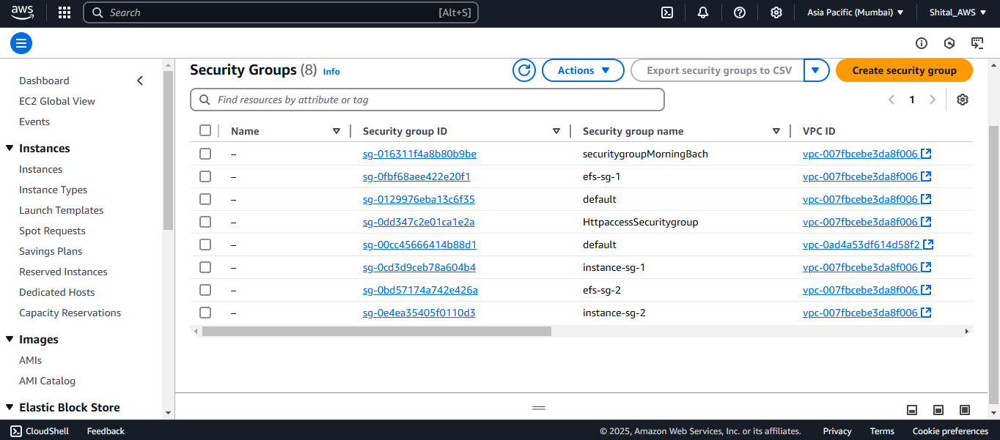 aws
Search [Alt+S]
Asia Pacific (Mumbai)
Shital_AWS
Dashboard
EC2 Global View
Events
Instances
Instances
Instance Types
Launch Templates
Spot Requests
Savings Plans
Reserved Instances
Dedicated Hosts
Capacity Reservations
Images
AMIs
AMI Catalog
Elastic Block Store
Security Groups (8) Info
Actions
Export security groups to CSV
Create security group
Find resources by attribute or tag
1
Name Security group ID Security group name VPC ID
– sg-016311f4a8b80b9be securitygroupMorningBach vpc-007fbcebe3da8f006
– sg-0fbf68aee422e20f1 efs-sg-1 vpc-007fbcebe3da8f006
– sg-0129976eba13c6f35 default vpc-007fbcebe3da8f006
– sg-0dd347c2e01ca1e2a HttpaccessSecuritygroup vpc-007fbcebe3da8f006
– sg-00cc45666414b88d1 default vpc-0ad4a53df614d58f2
– sg-0cd3d9ceb78a604b4 instance-sg-1 vpc-007fbcebe3da8f006
– sg-0bd57174a742e426a efs-sg-2 vpc-007fbcebe3da8f006
– sg-0e4ea35405f0110d3 instance-sg-2 vpc-007fbcebe3da8f006
CloudShell Feedback © 2025, Amazon Web Services, Inc. or its affiliates. Privacy Terms Cookie preferences